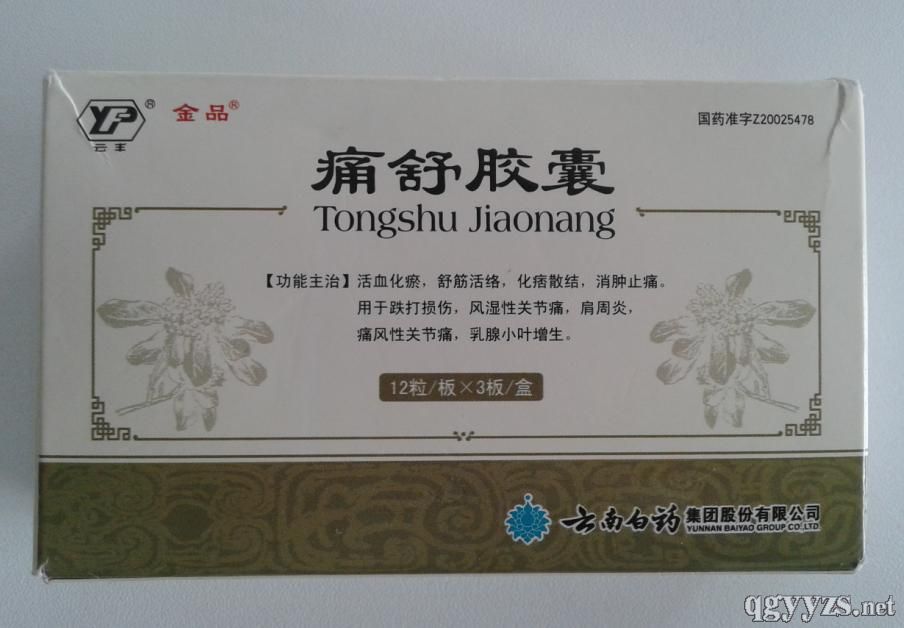 YP®
云丰
金品®
国药准字Z20025478
痛舒胶囊
Tongshu Jiaonang
【功能主治】活血化瘀，舒筋活络，化痞散结，消肿止痛。
用于跌打损伤，风湿性关节痛，肩周炎，
痛风性关节痛，乳腺小叶增生。
12粒/板×3板/盒
云南白药集团股份有限公司
YUNNAN BAIYAO GROUP CO.,LTD.
qgyyzs.net